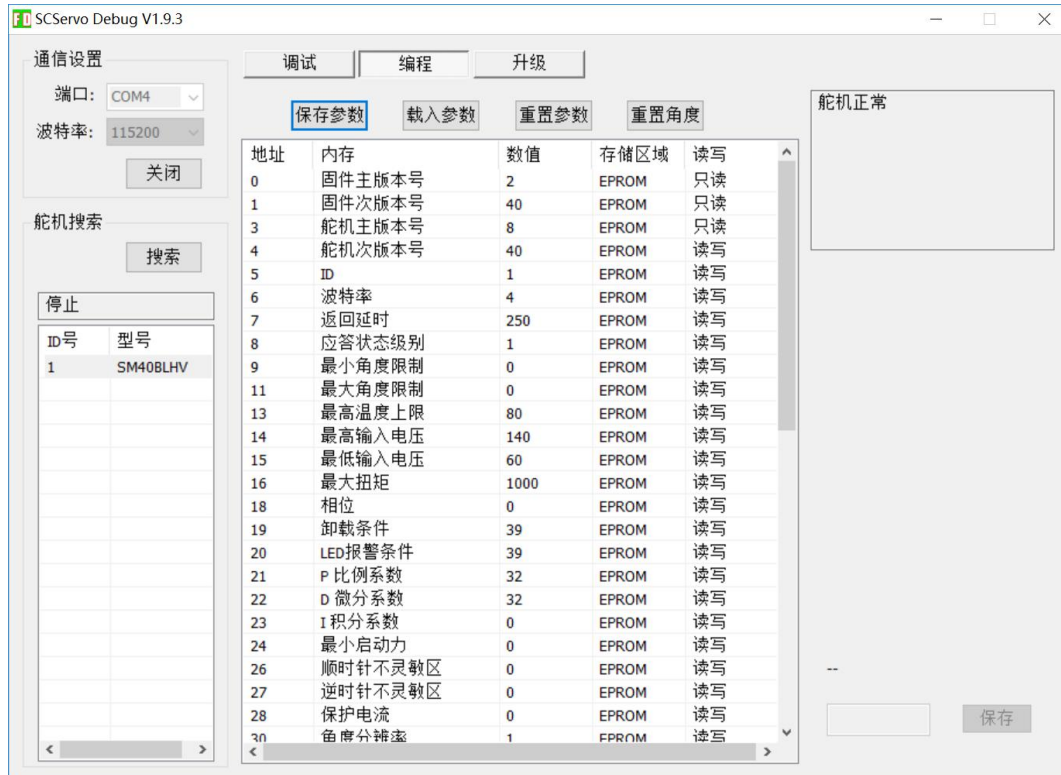 FD SCServo Debug V1.9.3
通信设置
端口: COM4
波特率: 115200
关闭
舵机搜索
搜索
停止
ID号 型号
1 SM40BLHV
调试 编程 升级
保存参数 载入参数 重置参数 重置角度
地址 内存 数值 存储区域 读写
0 固件主版本号 2 EPROM 只读
1 固件次版本号 40 EPROM 只读
3 舵机主版本号 8 EPROM 只读
4 舵机次版本号 40 EPROM 读写
5 ID 1 EPROM 读写
6 波特率 4 EPROM 读写
7 返回延时 250 EPROM 读写
8 应答状态级别 1 EPROM 读写
9 最小角度限制 0 EPROM 读写
11 最大角度限制 0 EPROM 读写
13 最高温度上限 80 EPROM 读写
14 最高输入电压 140 EPROM 读写
15 最低输入电压 60 EPROM 读写
16 最大扭矩 1000 EPROM 读写
18 相位 0 EPROM 读写
19 卸载条件 39 EPROM 读写
20 LED报警条件 39 EPROM 读写
21 P 比例系数 32 EPROM 读写
22 D 微分系数 32 EPROM 读写
23 I 积分系数 0 EPROM 读写
24 最小启动力 0 EPROM 读写
26 顺时针不灵敏区 0 EPROM 读写
27 逆时针不灵敏区 0 EPROM 读写
28 保护电流 0 EPROM 读写
30 角度分辨率 1 EPROM 读写
舵机正常
--
保存